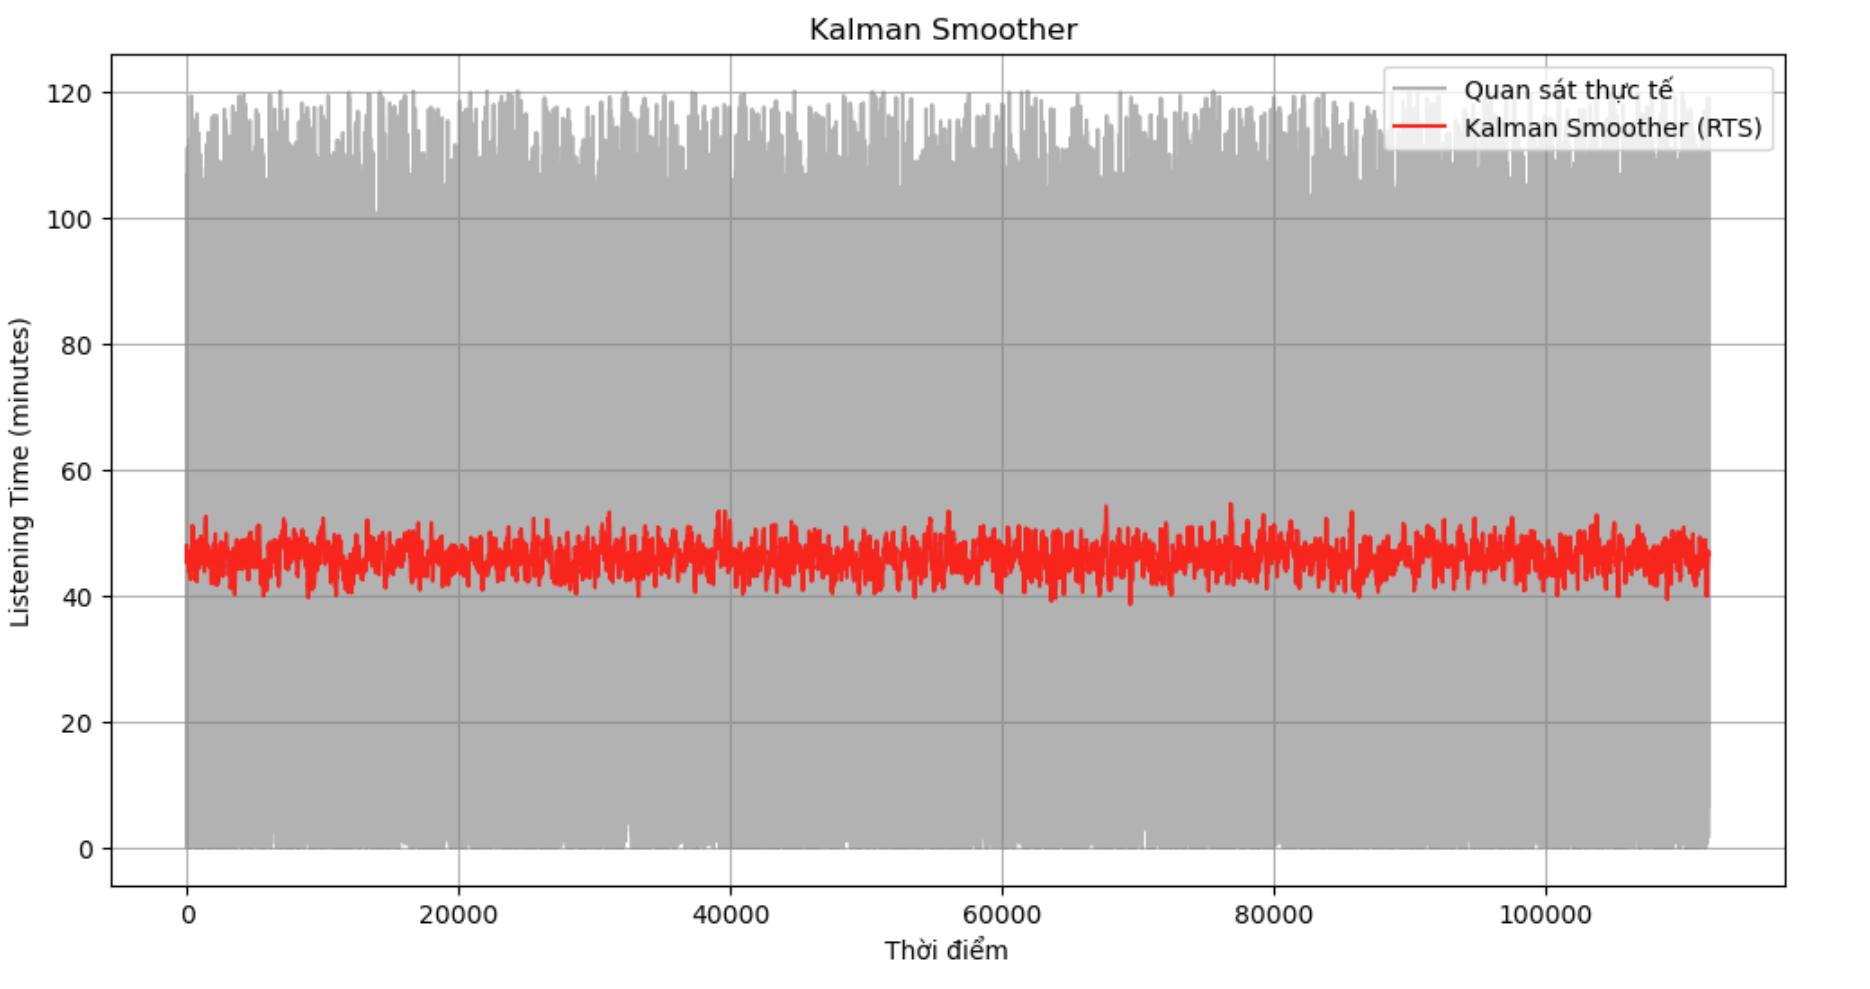 Kalman Smoother
Quan sát thực tế
Kalman Smoother (RTS)
Listening Time (minutes)
120
100
80
60
40
20
0
0 20000 40000 60000 80000 100000
Thời điểm